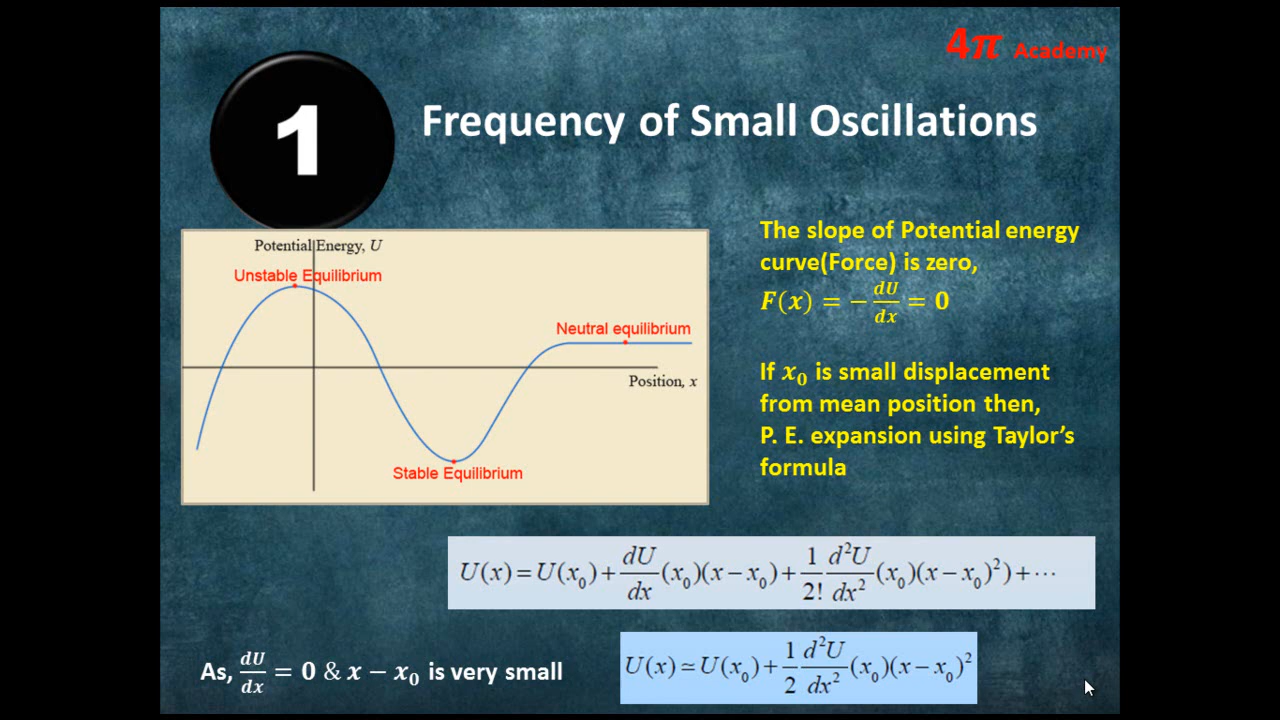 4π Academy
1
Frequency of Small Oscillations
Potential Energy, U
Unstable Equilibrium
Neutral equilibrium
Position, x
Stable Equilibrium
The slope of Potential energy
curve(Force) is zero,
F(x) = −dU/dx = 0
If x₀ is small displacement
from mean position then,
P. E. expansion using Taylor's
formula
U(x) = U(x₀) + dU/dx (x₀)(x − x₀) + 1/2! d²U/dx² (x₀)(x − x₀²) + ⋯
As, dU/dx = 0 & x − x₀ is very small
U(x) ≃ U(x₀) + 1/2 d²U/dx² (x₀)(x − x₀)²